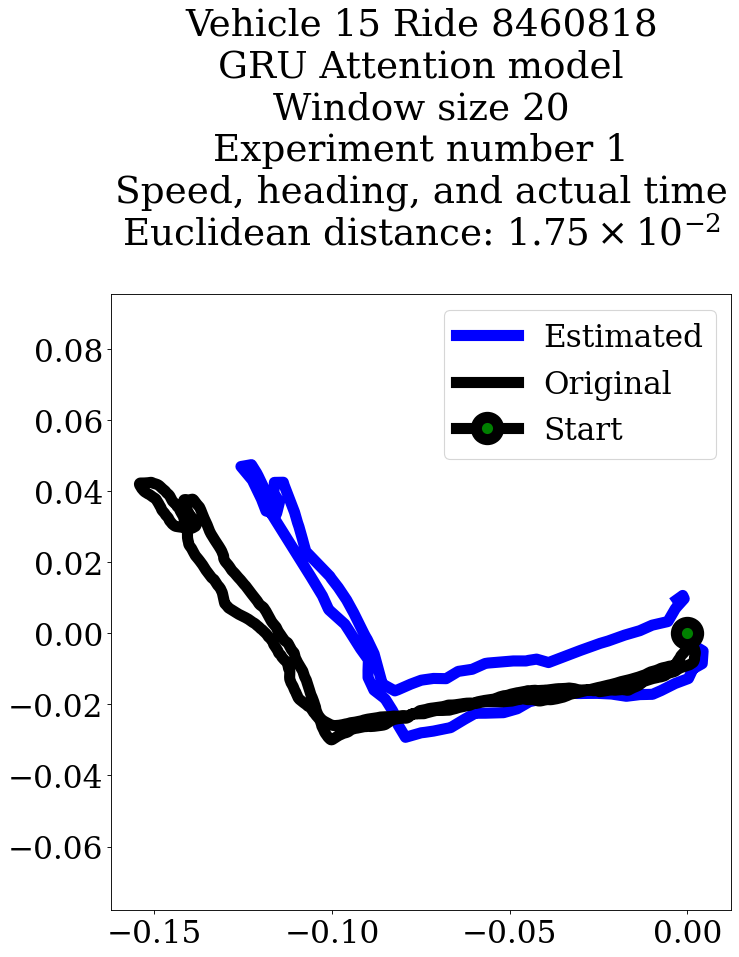 Vehicle 15 Ride 8460818
GRU Attention model
Window size 20
Experiment number 1
Speed, heading, and actual time
Euclidean distance: 1.75 × 10⁻²
Estimated
Original
Start
0.08
0.06
0.04
0.02
0.00
−0.02
−0.04
−0.06
−0.15 −0.10 −0.05 0.00